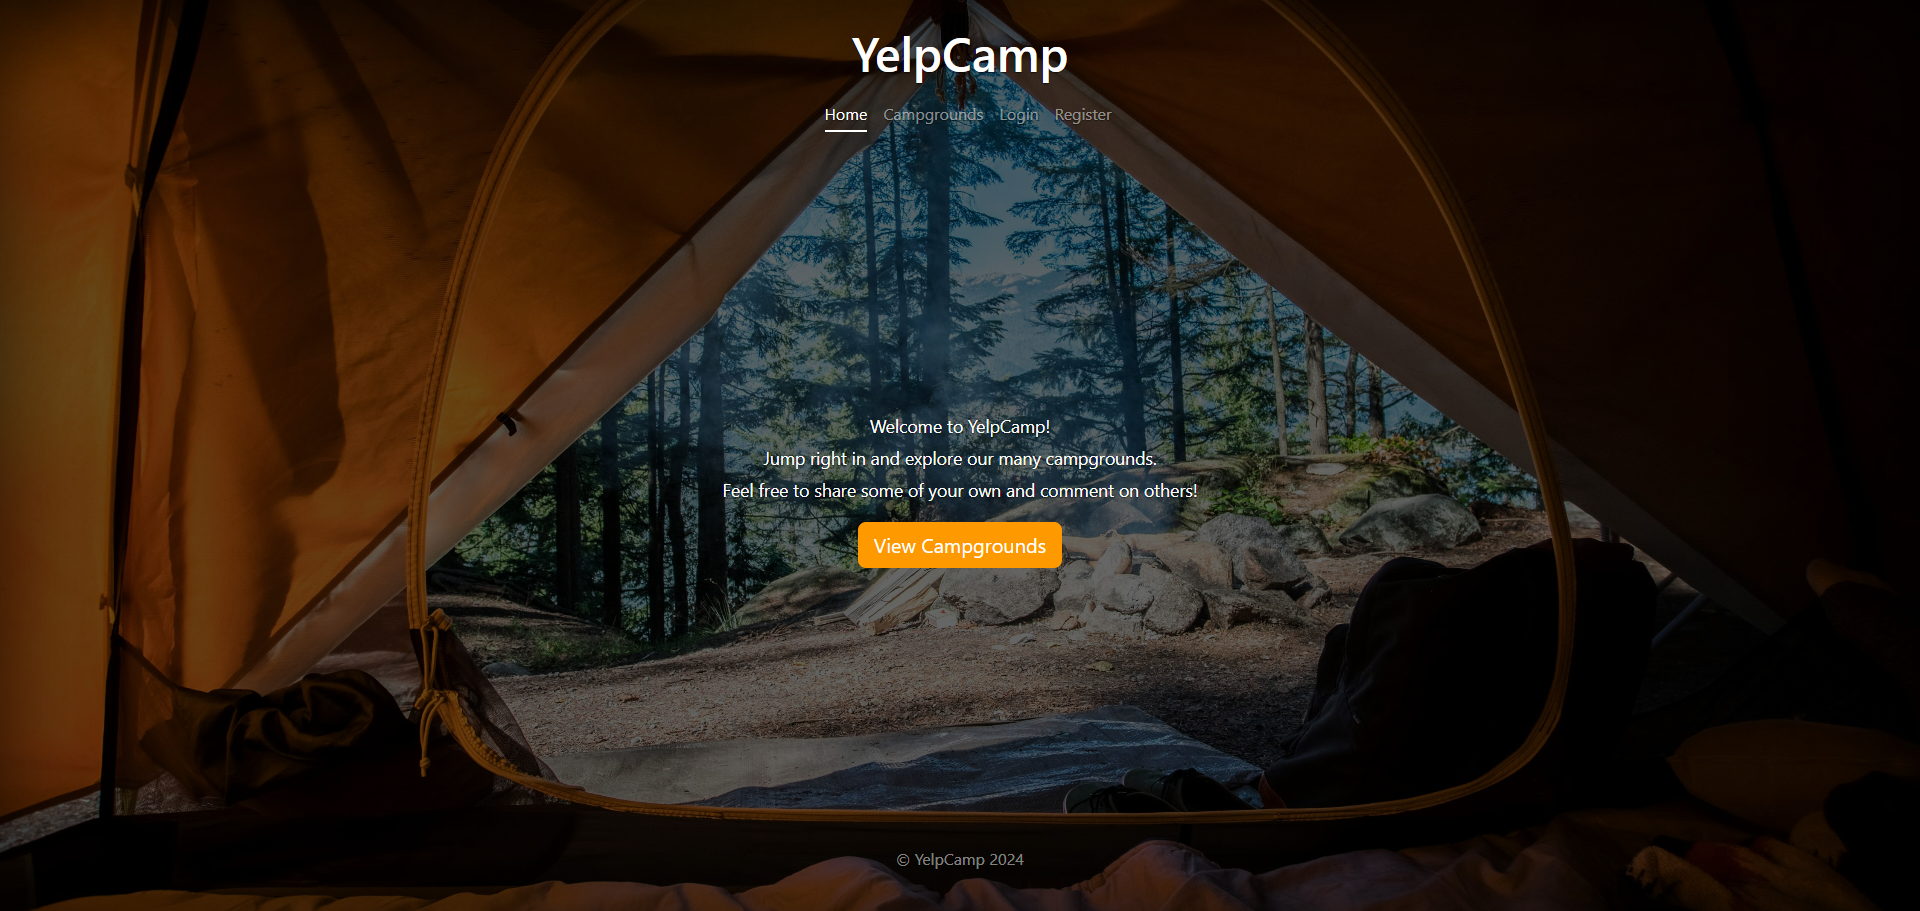 YelpCamp
Home Campgrounds Login Register
Welcome to YelpCamp!
Jump right in and explore our many campgrounds.
Feel free to share some of your own and comment on others!
View Campgrounds
© YelpCamp 2024